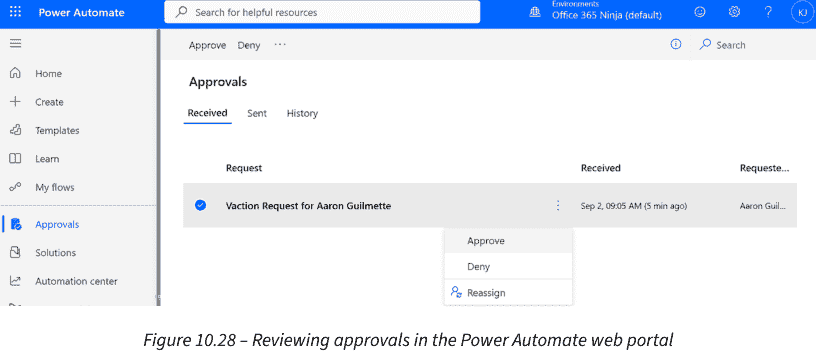 Power Automate
Search for helpful resources
Environments
Office 365 Ninja (default)
?
KJ
Approve Deny ···
Search
Home
Create
Templates
Learn
My flows
Approvals
Solutions
Automation center
Approvals
Received Sent History
Request Received Requeste...
Vaction Request for Aaron Guilmette Sep 2, 09:05 AM (5 min ago) Aaron Guil...
Approve
Deny
Reassign
Figure 10.28 – Reviewing approvals in the Power Automate web portal